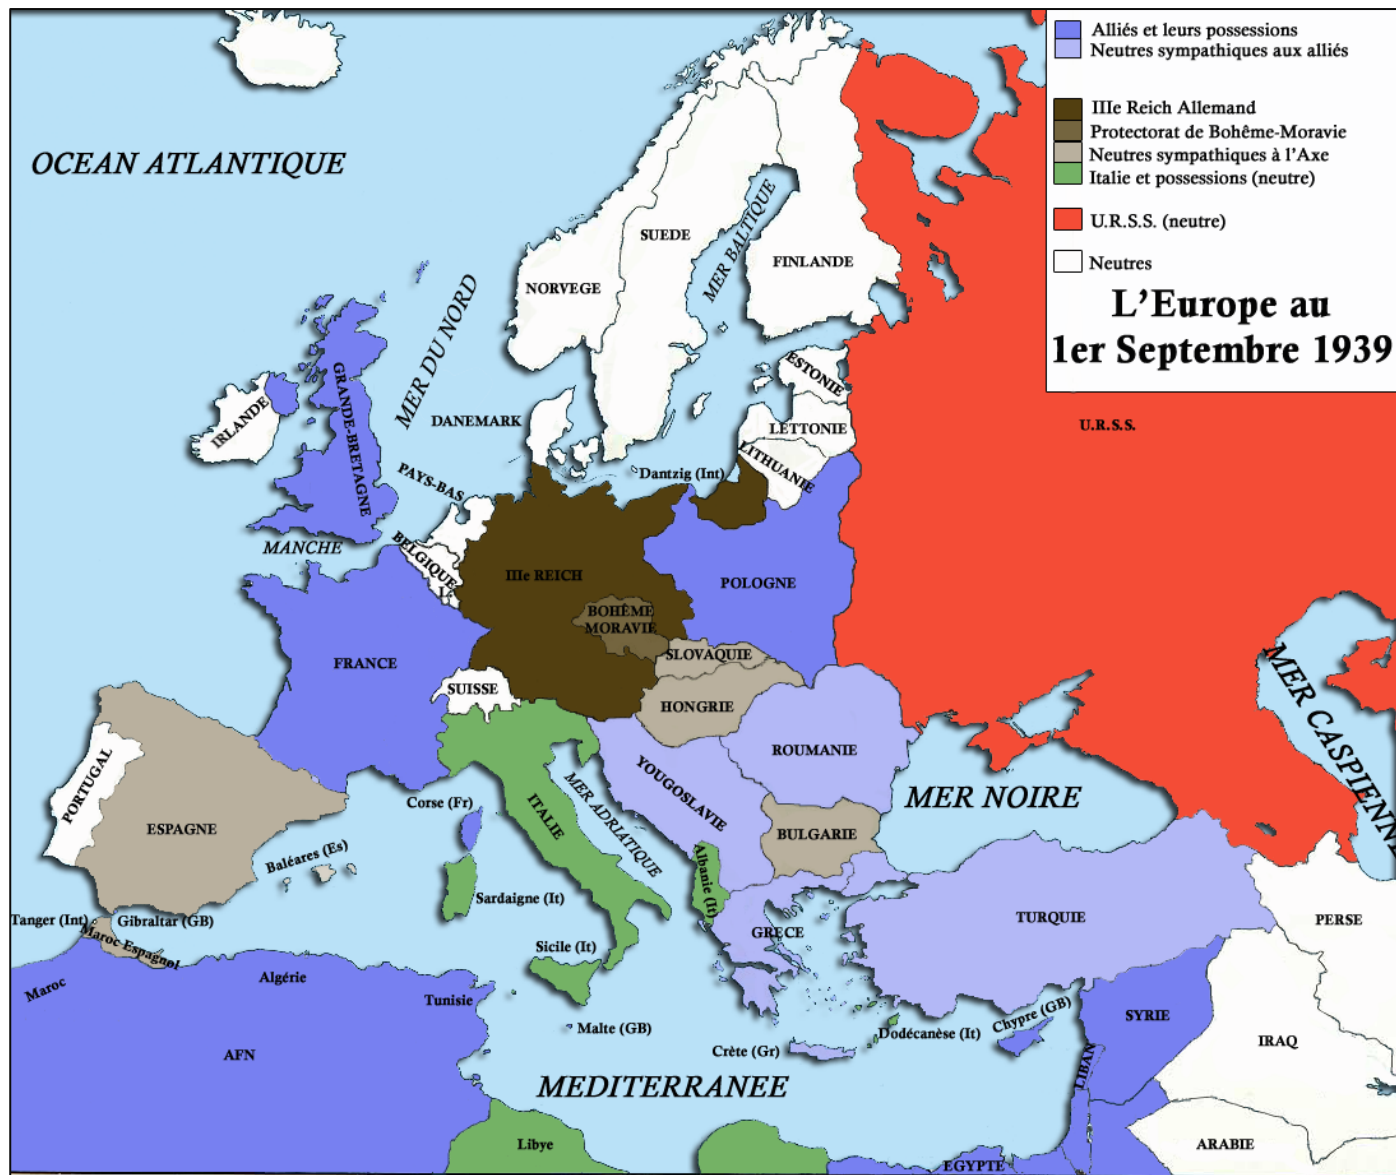 Alliés et leurs possessions
Neutres sympathiques aux alliés
IIIe Reich Allemand
Protectorat de Bohême-Moravie
Neutres sympathiques à l'Axe
Italie et possessions (neutre)
U.R.S.S. (neutre)
Neutres
L'Europe au
1er Septembre 1939
OCEAN ATLANTIQUE
MER DU NORD
MER BALTIQUE
SUEDE
NORVEGE
FINLANDE
ESTONIE
LETTONIE
LITHUANIE
DANEMARK
Dantzig (Int)
U.R.S.S.
IRLANDE
GRANDE-BRETAGNE
PAYS-BAS
BELGIQUE
L.
MANCHE
IIIe REICH
POLOGNE
BOHÊME
MORAVIE
SLOVAQUIE
FRANCE
SUISSE
HONGRIE
ROUMANIE
YOUGOSLAVIE
BULGARIE
MER NOIRE
MER CASPIENNE
PORTUGAL
ESPAGNE
Baléares (Es)
Corse (Fr)
ITALIE
MER ADRIATIQUE
Albanie (It)
Sardaigne (It)
Sicile (It)
GRECE
TURQUIE
PERSE
Tanger (Int)
Gibraltar (GB)
Maroc Espagnol
Maroc
Algérie
Tunisie
AFN
Malte (GB)
Crète (Gr)
Dodécanèse (It)
Chypre (GB)
SYRIE
LIBAN
IRAQ
MEDITERRANEE
Libye
EGYPTE
ARABIE